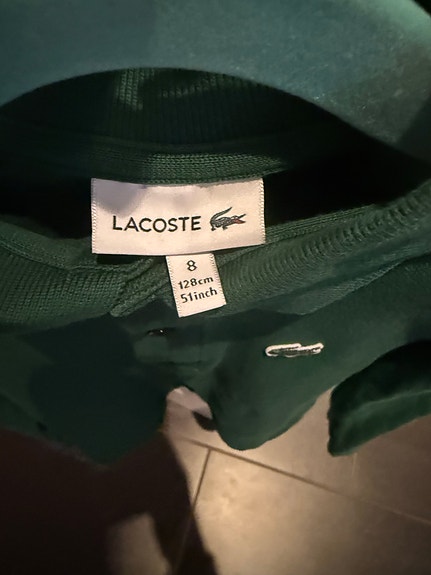 LACOSTE
8
128cm
51inch